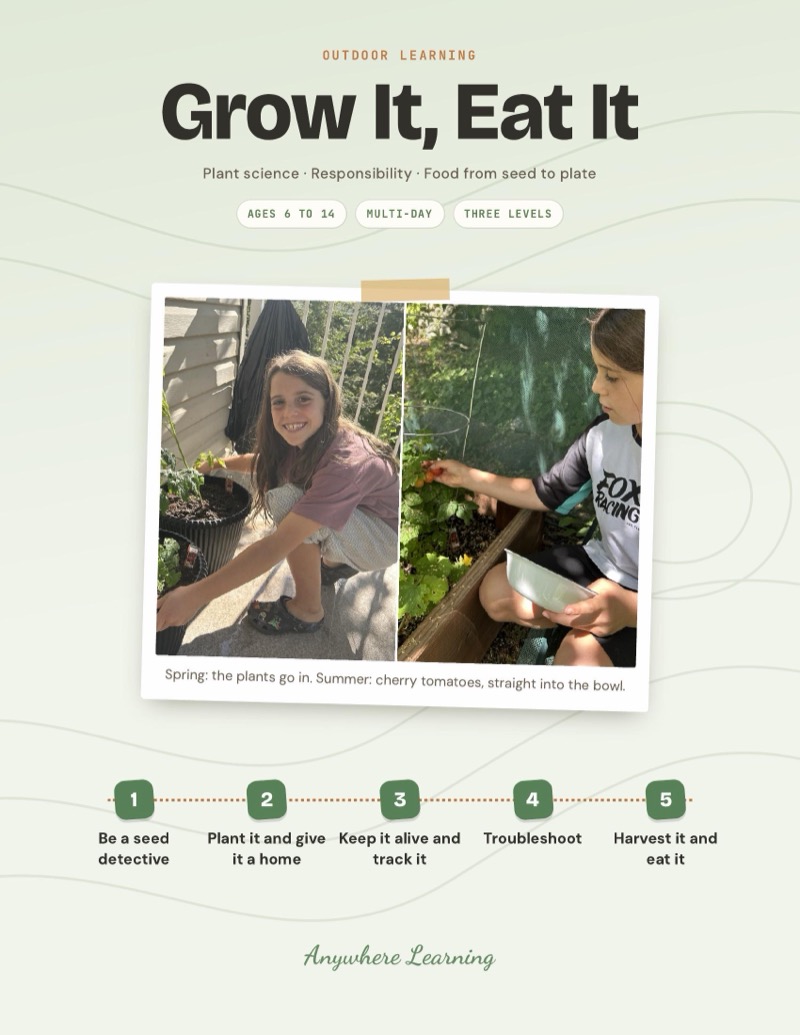 OUTDOOR LEARNING
Grow It, Eat It
Plant science · Responsibility · Food from seed to plate
AGES 6 TO 14
MULTI-DAY
THREE LEVELS
FOX
RACING
Spring: the plants go in. Summer: cherry tomatoes, straight into the bowl.
1
2
3
4
5
Be a seed
detective
Plant it and give
it a home
Keep it alive and
track it
Troubleshoot
Harvest it and
eat it
Anywhere Learning